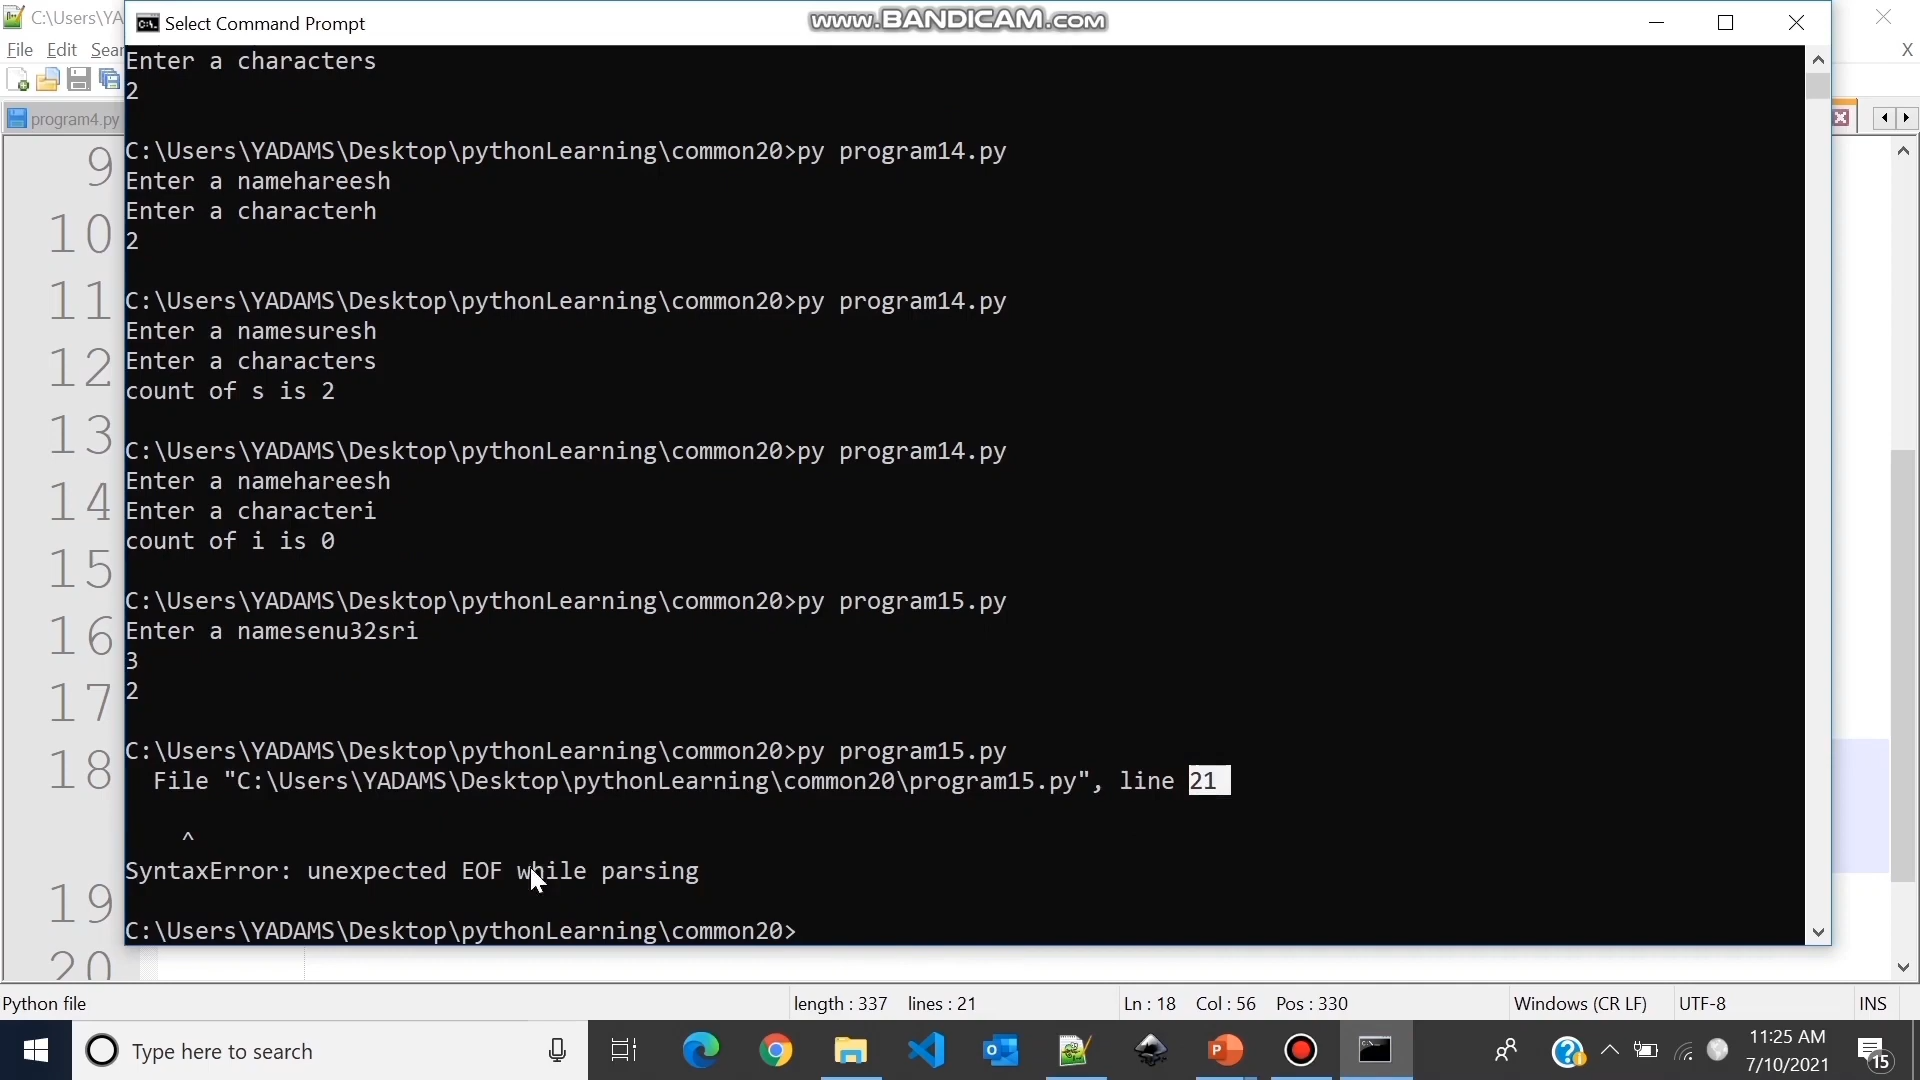 C:\Users\YA
Select Command Prompt
www.BANDICAM.com
File Edit Sear
X
program4.py
Enter a characters
2
C:\Users\YADAMS\Desktop\pythonLearning\common20>py program14.py
Enter a namehareesh
Enter a characterh
2
C:\Users\YADAMS\Desktop\pythonLearning\common20>py program14.py
Enter a namesuresh
Enter a characters
count of s is 2
C:\Users\YADAMS\Desktop\pythonLearning\common20>py program14.py
Enter a namehareesh
Enter a characteri
count of i is 0
C:\Users\YADAMS\Desktop\pythonLearning\common20>py program15.py
Enter a namesenu32sri
3
2
C:\Users\YADAMS\Desktop\pythonLearning\common20>py program15.py
File "C:\Users\YADAMS\Desktop\pythonLearning\common20\program15.py", line 21
^
SyntaxError: unexpected EOF while parsing
C:\Users\YADAMS\Desktop\pythonLearning\common20>
9
10
11
12
13
14
15
16
17
18
19
20
Python file length : 337 lines : 21 Ln : 18 Col : 56 Pos : 330 Windows (CR LF) UTF-8 INS
Type here to search
11:25 AM
7/10/2021
15